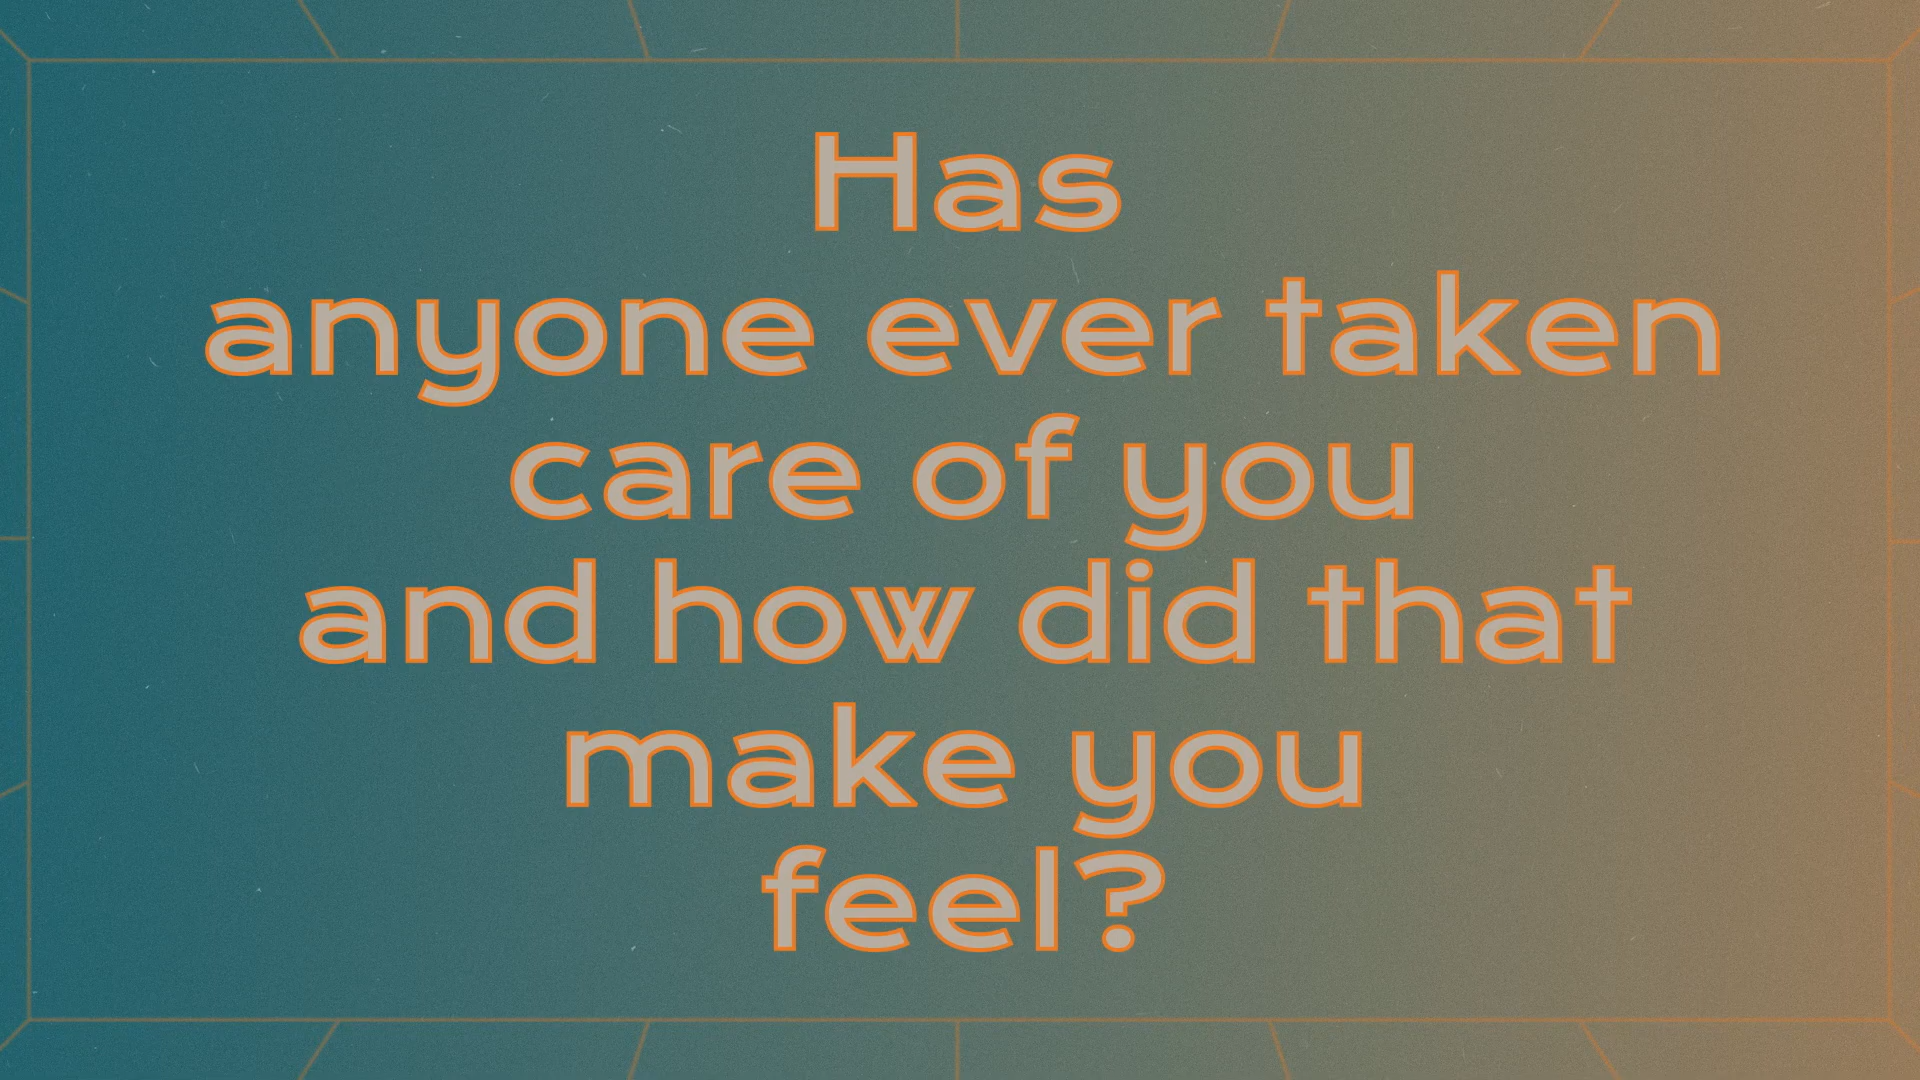 Has
anyone ever taken
care of you
and how did that
make you
feel?